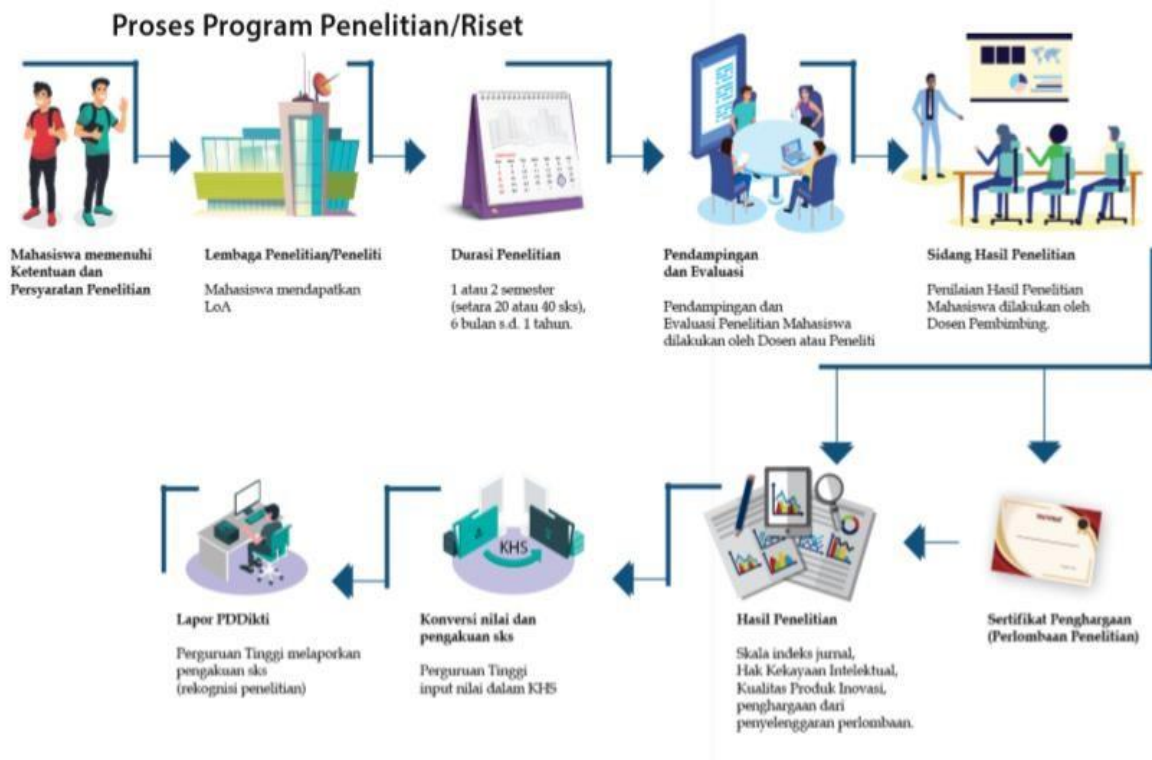 Proses Program Penelitian/Riset
Mahasiswa memenuhi
Ketentuan dan
Persyaratan Penelitian
Lembaga Penelitian/Peneliti
Mahasiswa mendapatkan
LoA
Durasi Penelitian
1 atau 2 semester
(setara 20 atau 40 sks),
6 bulan s.d. 1 tahun.
Pendampingan
dan Evaluasi
Pendampingan dan
Evaluasi Penelitian Mahasiswa
dilakukan oleh Dosen atau Peneliti
Sidang Hasil Penelitian
Penilaian Hasil Penelitian
Mahasiswa dilakukan oleh
Dosen Pembimbing.
Lapor PDDikti
Perguruan Tinggi melaporkan
pengakuan sks
(rekognisi penelitian)
KHS
Konversi nilai dan
pengakuan sks
Perguruan Tinggi
input nilai dalam KHS
Hasil Penelitian
Skala indeks jurnal,
Hak Kekayaan Intelektual,
Kualitas Produk Inovasi,
penghargaan dari
penyelenggaran perlombaan.
Sertifikat Penghargaan
(Perlombaan Penelitian)